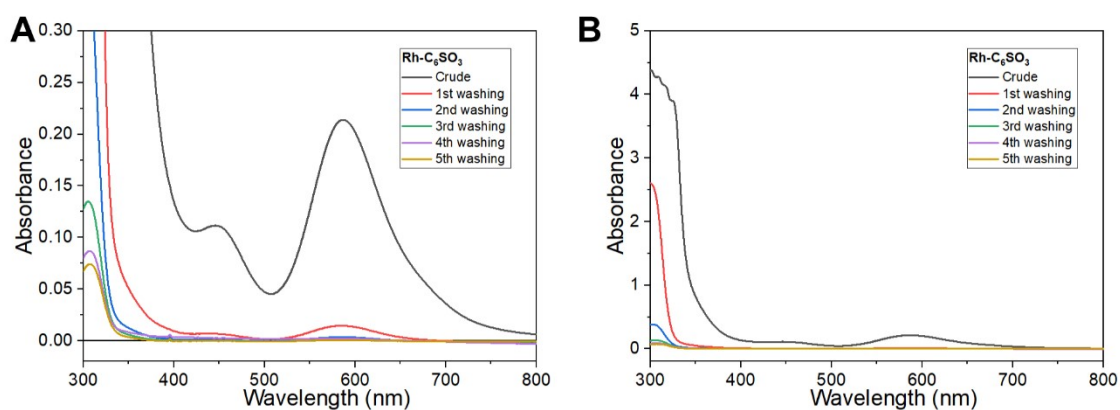 A
Absorbance
0.30
0.25
0.20
0.15
0.10
0.05
0.00
300 400 500 600 700 800
Wavelength (nm)
Rh-C₆SO₃
Crude
1st washing
2nd washing
3rd washing
4th washing
5th washing
B
Absorbance
5
4
3
2
1
0
300 400 500 600 700 800
Wavelength (nm)
Rh-C₆SO₃
Crude
1st washing
2nd washing
3rd washing
4th washing
5th washing